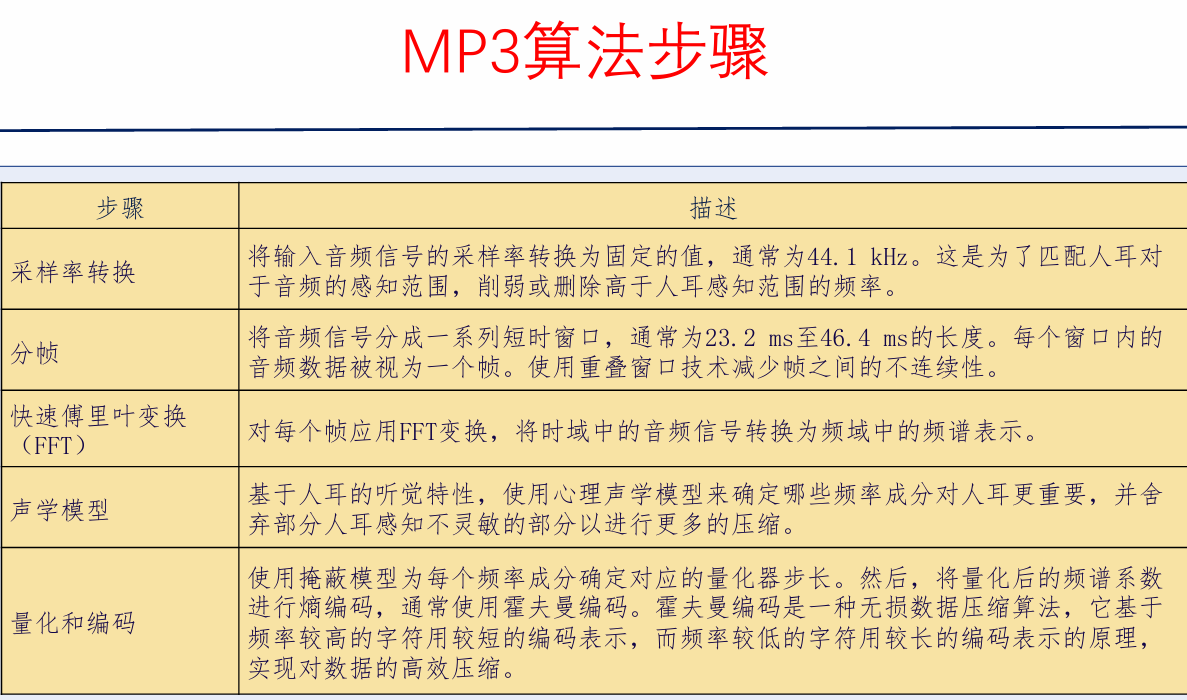 MP3算法步骤
步骤
描述
采样率转换
将输入音频信号的采样率转换为固定的值，通常为44.1 kHz。这是为了匹配人耳对
于音频的感知范围，削弱或删除高于人耳感知范围的频率。
分帧
将音频信号分成一系列短时窗口，通常为23.2 ms至46.4 ms的长度。每个窗口内的
音频数据被视为一个帧。使用重叠窗口技术减少帧之间的不连续性。
快速傅里叶变换
（FFT）
对每个帧应用FFT变换，将时域中的音频信号转换为频域中的频谱表示。
声学模型
基于人耳的听觉特性，使用心理声学模型来确定哪些频率成分对人耳更重要，并舍
弃部分人耳感知不灵敏的部分以进行更多的压缩。
量化和编码
使用掩蔽模型为每个频率成分确定对应的量化器步长。然后，将量化后的频谱系数
进行熵编码，通常使用霍夫曼编码。霍夫曼编码是一种无损数据压缩算法，它基于
频率较高的字符用较短的编码表示，而频率较低的字符用较长的编码表示的原理，
实现对数据的高效压缩。